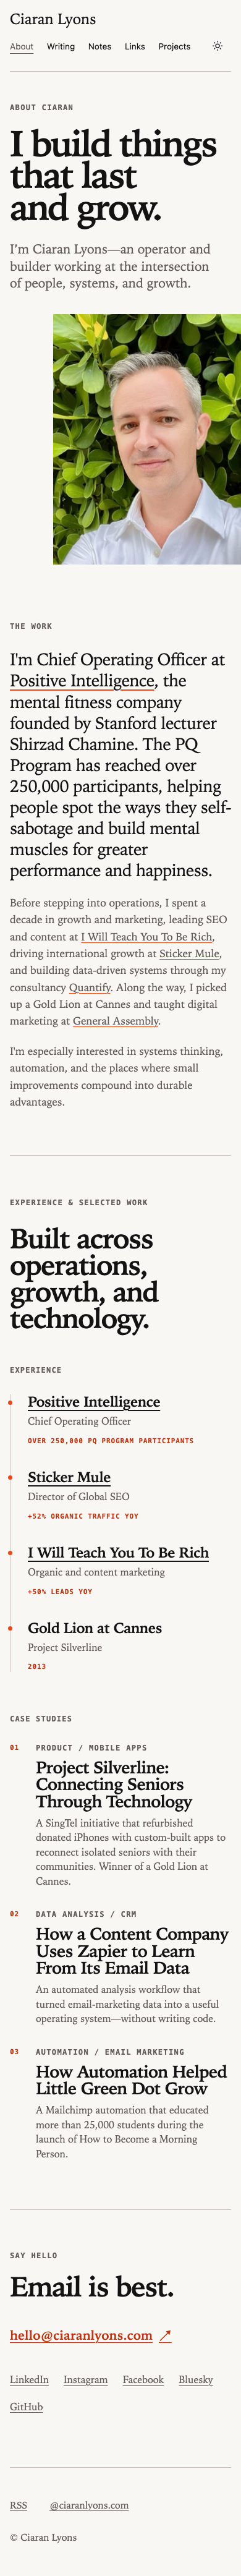 Ciaran Lyons
About Writing Notes Links Projects
ABOUT CIARAN
I build things
that last
and grow.
I’m Ciaran Lyons—an operator and
builder working at the intersection
of people, systems, and growth.
THE WORK
I'm Chief Operating Officer at
Positive Intelligence, the
mental fitness company
founded by Stanford lecturer
Shirzad Chamine. The PQ
Program has reached over
250,000 participants, helping
people spot the ways they self-
sabotage and build mental
muscles for greater
performance and happiness.
Before stepping into operations, I spent a
decade in growth and marketing, leading SEO
and content at I Will Teach You To Be Rich,
driving international growth at Sticker Mule,
and building data-driven systems through my
consultancy Quantify. Along the way, I picked
up a Gold Lion at Cannes and taught digital
marketing at General Assembly.
I'm especially interested in systems thinking,
automation, and the places where small
improvements compound into durable
advantages.
EXPERIENCE & SELECTED WORK
Built across
operations,
growth, and
technology.
EXPERIENCE
Positive Intelligence
Chief Operating Officer
OVER 250,000 PQ PROGRAM PARTICIPANTS
Sticker Mule
Director of Global SEO
+52% ORGANIC TRAFFIC YOY
I Will Teach You To Be Rich
Organic and content marketing
+50% LEADS YOY
Gold Lion at Cannes
Project Silverline
2013
CASE STUDIES
01 PRODUCT / MOBILE APPS
Project Silverline:
Connecting Seniors
Through Technology
A SingTel initiative that refurbished
donated iPhones with custom-built apps to
reconnect isolated seniors with their
communities. Winner of a Gold Lion at
Cannes.
02 DATA ANALYSIS / CRM
How a Content Company
Uses Zapier to Learn
From Its Email Data
An automated analysis workflow that
turned email-marketing data into a useful
operating system—without writing code.
03 AUTOMATION / EMAIL MARKETING
How Automation Helped
Little Green Dot Grow
A Mailchimp automation that educated
more than 25,000 students during the
launch of How to Become a Morning
Person.
SAY HELLO
Email is best.
hello@ciaranlyons.com ↗
LinkedIn Instagram Facebook Bluesky
GitHub
RSS @ciaranlyons.com
© Ciaran Lyons